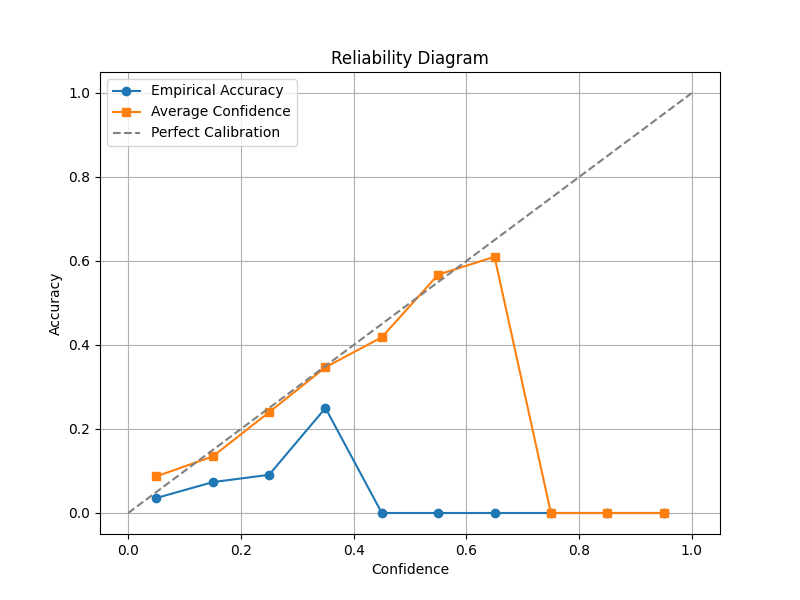 Reliability Diagram
Empirical Accuracy
Average Confidence
Perfect Calibration
1.0
0.8
0.6
0.4
0.2
0.0
Accuracy
0.0 0.2 0.4 0.6 0.8 1.0
Confidence